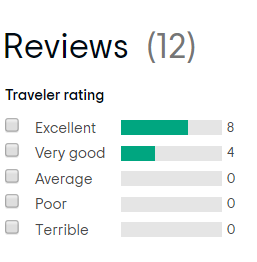 Reviews (12)
Traveler rating
Excellent 8
Very good 4
Average 0
Poor 0
Terrible 0